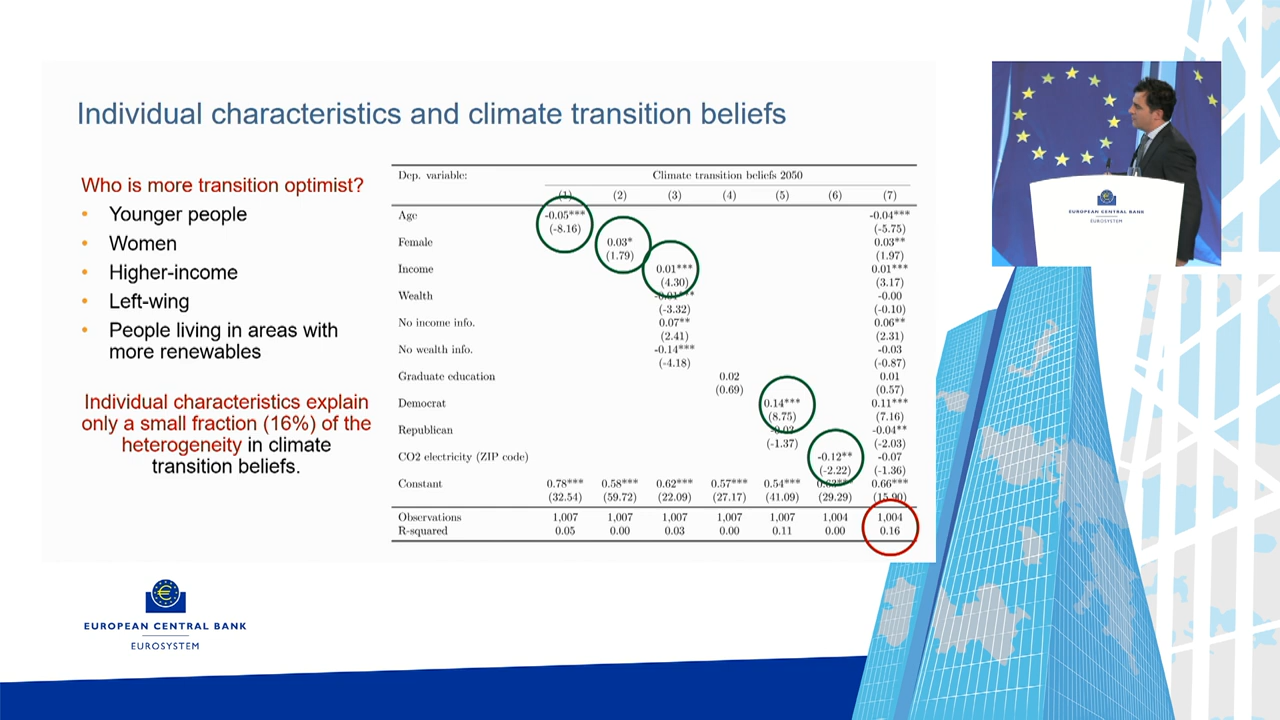 Individual characteristics and climate transition beliefs
Who is more transition optimist?
• Younger people
• Women
• Higher-income
• Left-wing
• People living in areas with
more renewables
Individual characteristics explain
only a small fraction (16%) of the
heterogeneity in climate
transition beliefs.
Dep. variable: Climate transition beliefs 2050
(1) (2) (3) (4) (5) (6) (7)
Age -0.05*** -0.04***
(-8.16) (-5.75)
Female 0.03* 0.03**
(1.79) (1.97)
Income 0.01*** 0.01***
(4.30) (3.17)
Wealth -0.01*** -0.00
(-3.32) (-0.10)
No income info. 0.07** 0.06**
(2.41) (2.31)
No wealth info. -0.14*** -0.03
(-4.18) (-0.87)
Graduate education 0.02 0.01
(0.69) (0.57)
Democrat 0.14*** 0.11***
(8.75) (7.16)
Republican -0.04**
(-1.37) (-2.03)
CO2 electricity (ZIP code) -0.12** -0.07
(-2.22) (-1.36)
Constant 0.78*** 0.58*** 0.62*** 0.57*** 0.54*** 0.66***
(32.54) (59.72) (22.09) (27.17) (41.09) (29.29) (15.90)
Observations 1,007 1,007 1,007 1,007 1,007 1,004 1,004
R-squared 0.05 0.00 0.03 0.00 0.11 0.00 0.16
EUROPEAN CENTRAL BANK
EUROSYSTEM
EUROPEAN CENTRAL BANK
EUROSYSTEM